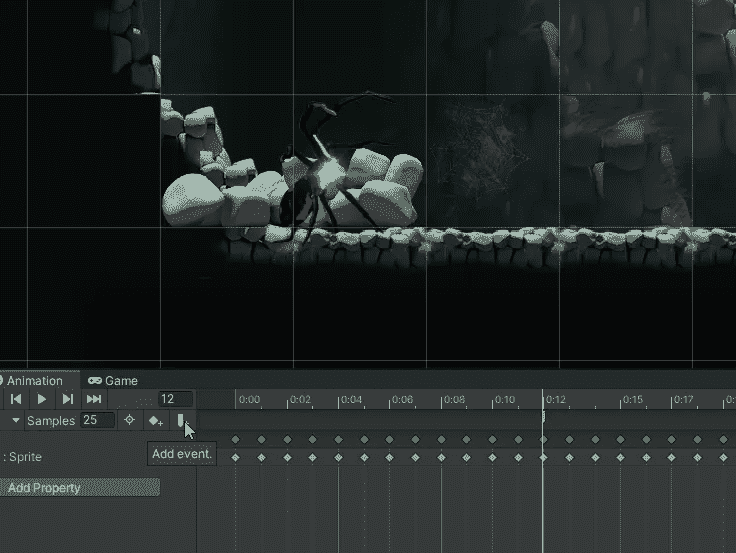 Animation Game
12 0:00 0:02 0:04 0:06 0:08 0:10 0:12 0:15 0:17
Samples 25
Add event.
: Sprite
Add Property